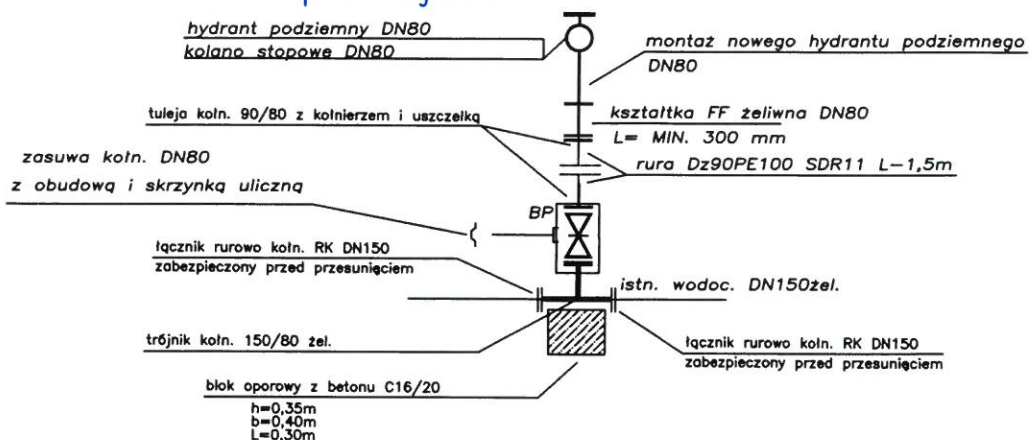 hydrant podziemny DN80
kolano stopowe DN80
montaż nowego hydrantu podziemnego
DN80
tuleja kołn. 90/80 z kołnierzem i uszczelką
kształtka FF żeliwna DN80
L= MIN. 300 mm
zasuwa kołn. DN80
z obudową i skrzynką uliczną
rura Dz90PE100 SDR11 L-1,5m
BP
łącznik rurowo kołn. RK DN150
zabezpieczony przed przesunięciem
istn. wodoc. DN150żel.
trójnik kołn. 150/80 żel.
łącznik rurowo kołn. RK DN150
zabezpieczony przed przesunięciem
blok oporowy z betonu C16/20
h=0,35m
b=0,40m
L=0,30m